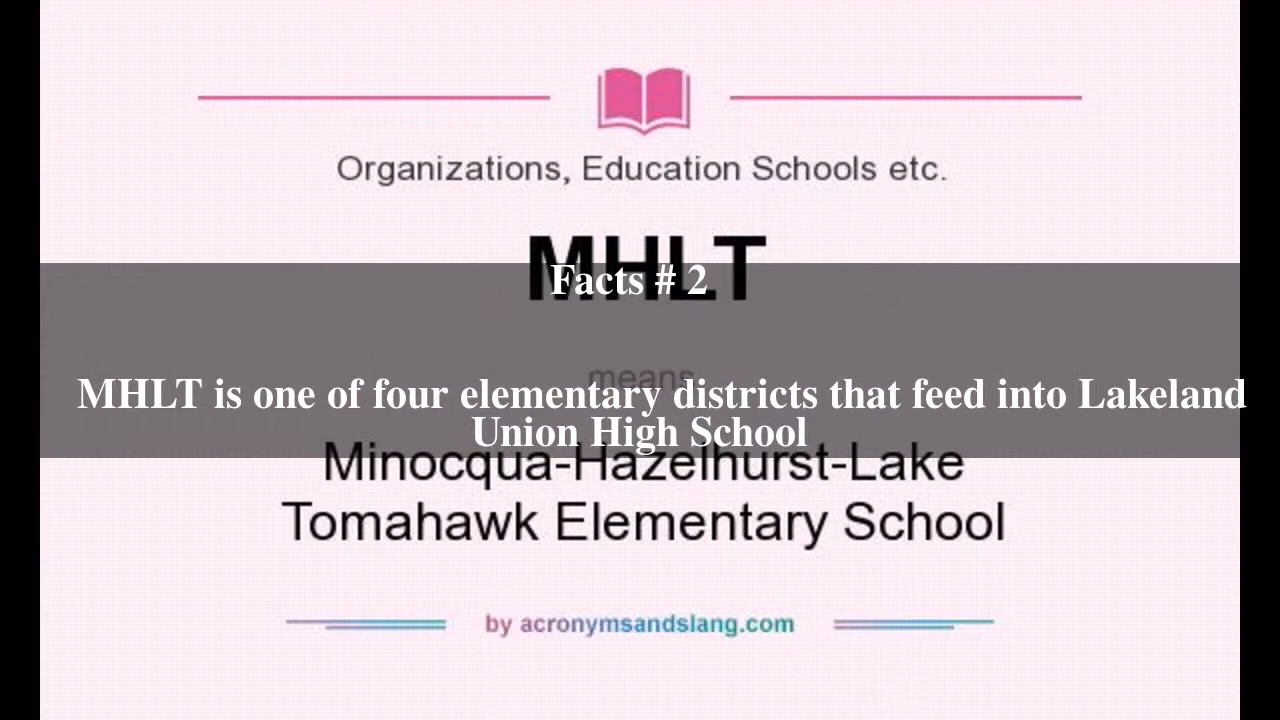 Organizations, Education Schools etc.
MHLT
Facts # 2
means
MHLT is one of four elementary districts that feed into Lakeland
Union High School
Minocqua-Hazelhurst-Lake
Tomahawk Elementary School
by acronymsandslang.com